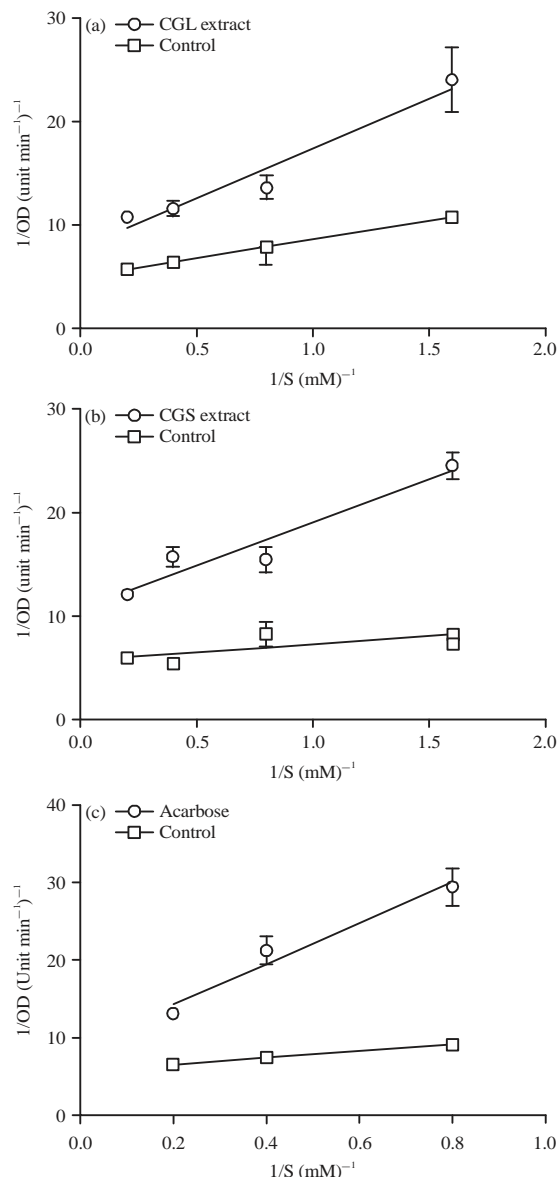 (a) CGL extract
Control
30
20
10
0
1/OD (unit min⁻¹)⁻¹
0.0 0.5 1.0 1.5 2.0
1/S (mM)⁻¹
(b) CGS extract
Control
30
20
10
0
1/OD (unit min⁻¹)⁻¹
0.0 0.5 1.0 1.5 2.0
1/S (mM)⁻¹
(c) Acarbose
Control
40
30
20
10
0
1/OD (Unit min⁻¹)⁻¹
0.0 0.2 0.4 0.6 0.8 1.0
1/S (mM)⁻¹